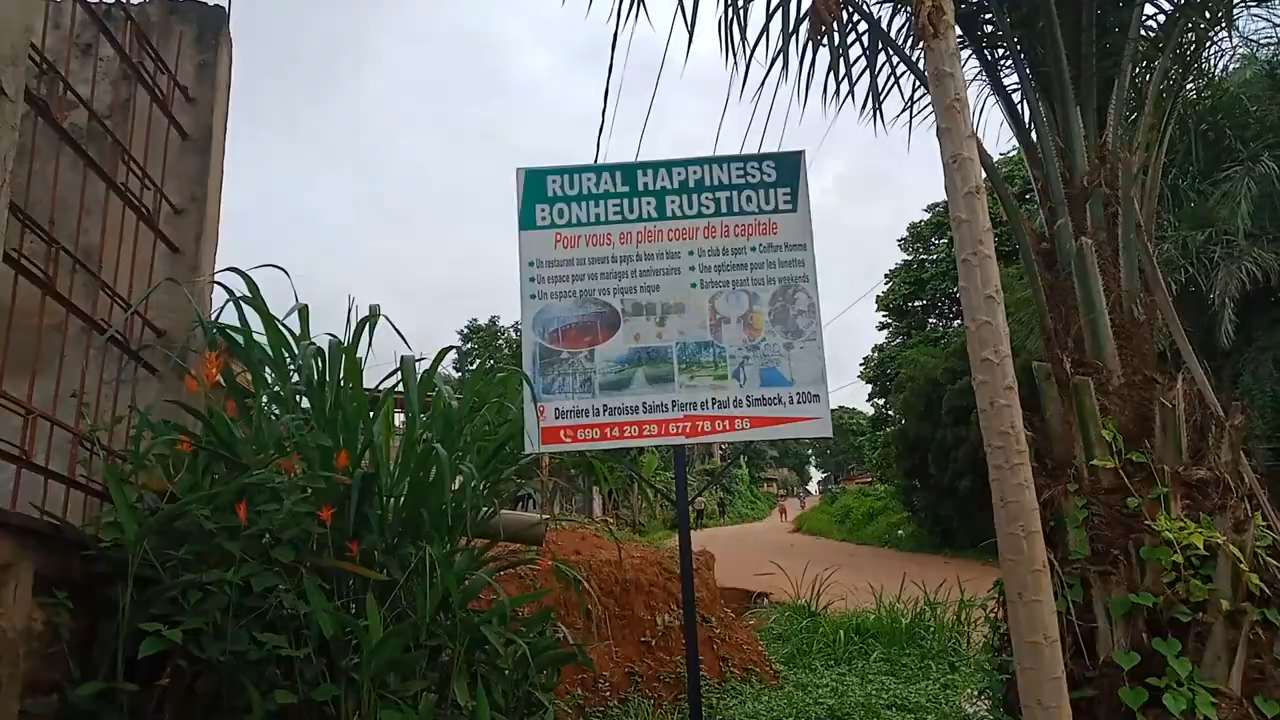 RURAL HAPPINESS
BONHEUR RUSTIQUE
Pour vous, en plein coeur de la capitale
Un restaurant aux saveurs du pays: du bon vin blanc
Un espace pour vos mariages et anniversaires
Un espace pour vos piques nique
Un club de sport ➔ Coiffure Homme
Une opticienne pour les lunettes
Barbecue geant tous les weekends
Dérrière la Paroisse Saints Pierre et Paul de Simbock, à 200m
690 14 20 29 / 677 78 01 86